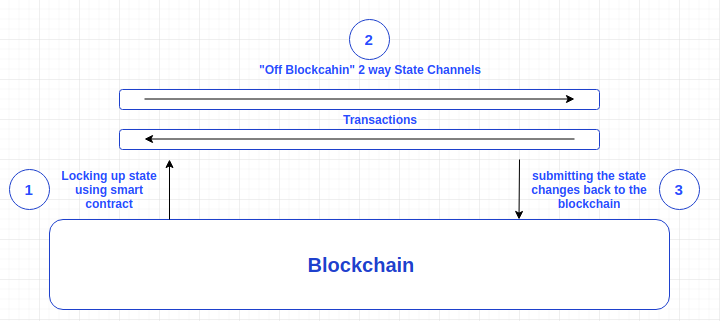 2
"Off Blockcahin" 2 way State Channels
Transactions
1
Locking up state
using smart
contract
submitting the state
changes back to the
blockchain
3
Blockchain